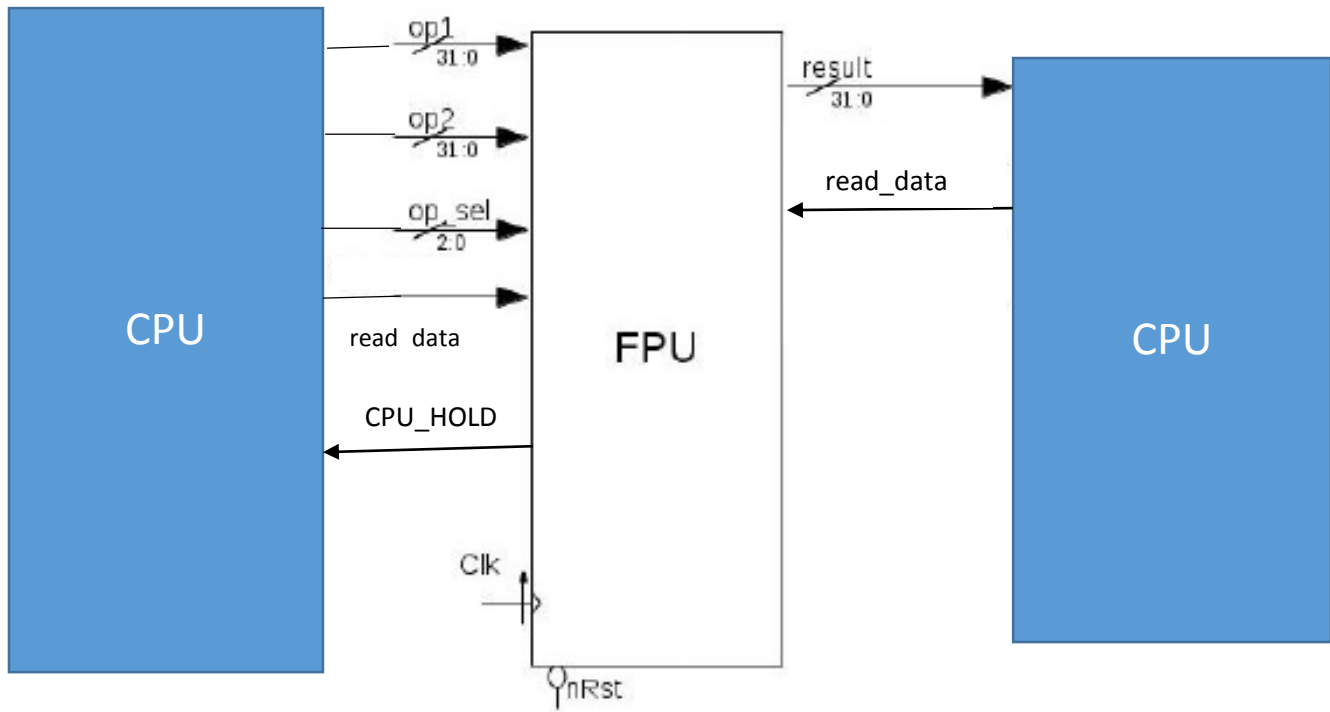 op1
31:0
op2
31:0
op_sel
2:0
read data
CPU_HOLD
Clk
nRst
CPU
FPU
result
31:0
read_data
CPU